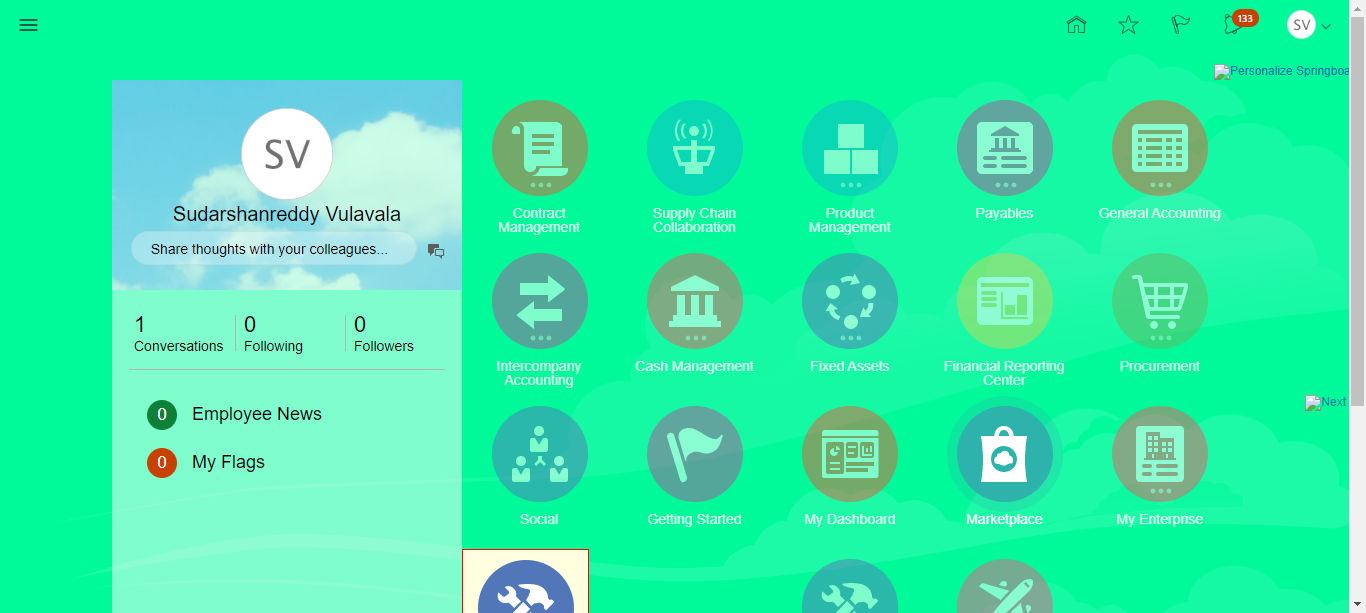 133
SV
Personalize Springboa
SV
Sudarshanreddy Vulavala
Share thoughts with your colleagues...
1
Conversations
0
Following
0
Followers
0 Employee News
0 My Flags
Contract
Management
Supply Chain
Collaboration
Product
Management
Payables
General Accounting
Intercompany
Accounting
Cash Management
Fixed Assets
Financial Reporting
Center
Procurement
Next
Social
Getting Started
My Dashboard
Marketplace
My Enterprise